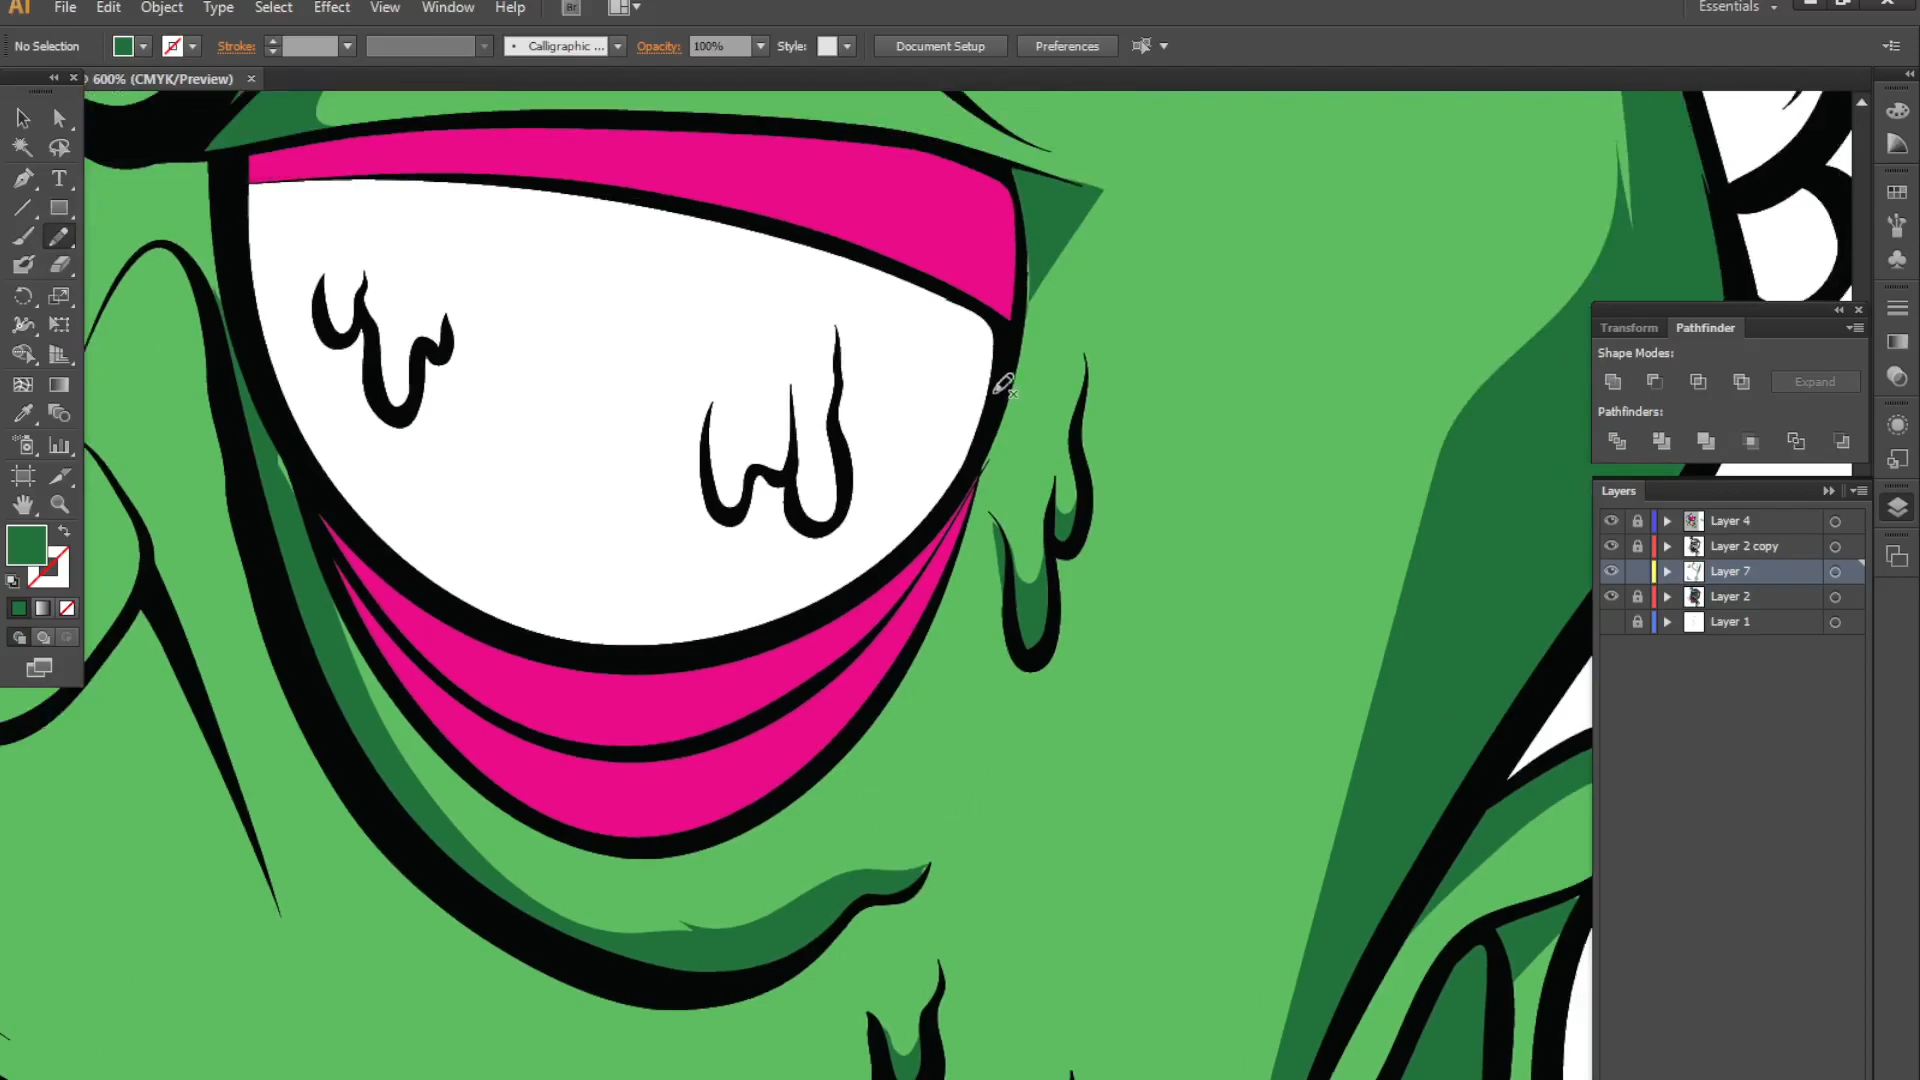 Ai File Edit Object Type Select Effect View Window Help Br Essentials
No Selection Stroke: Calligraphic ... Opacity: 100% Style: Document Setup Preferences
600% (CMYK/Preview)
T
Transform Pathfinder
Shape Modes:
Expand
Pathfinders:
Layers
Layer 4
Layer 2 copy
Layer 7
Layer 2
Layer 1